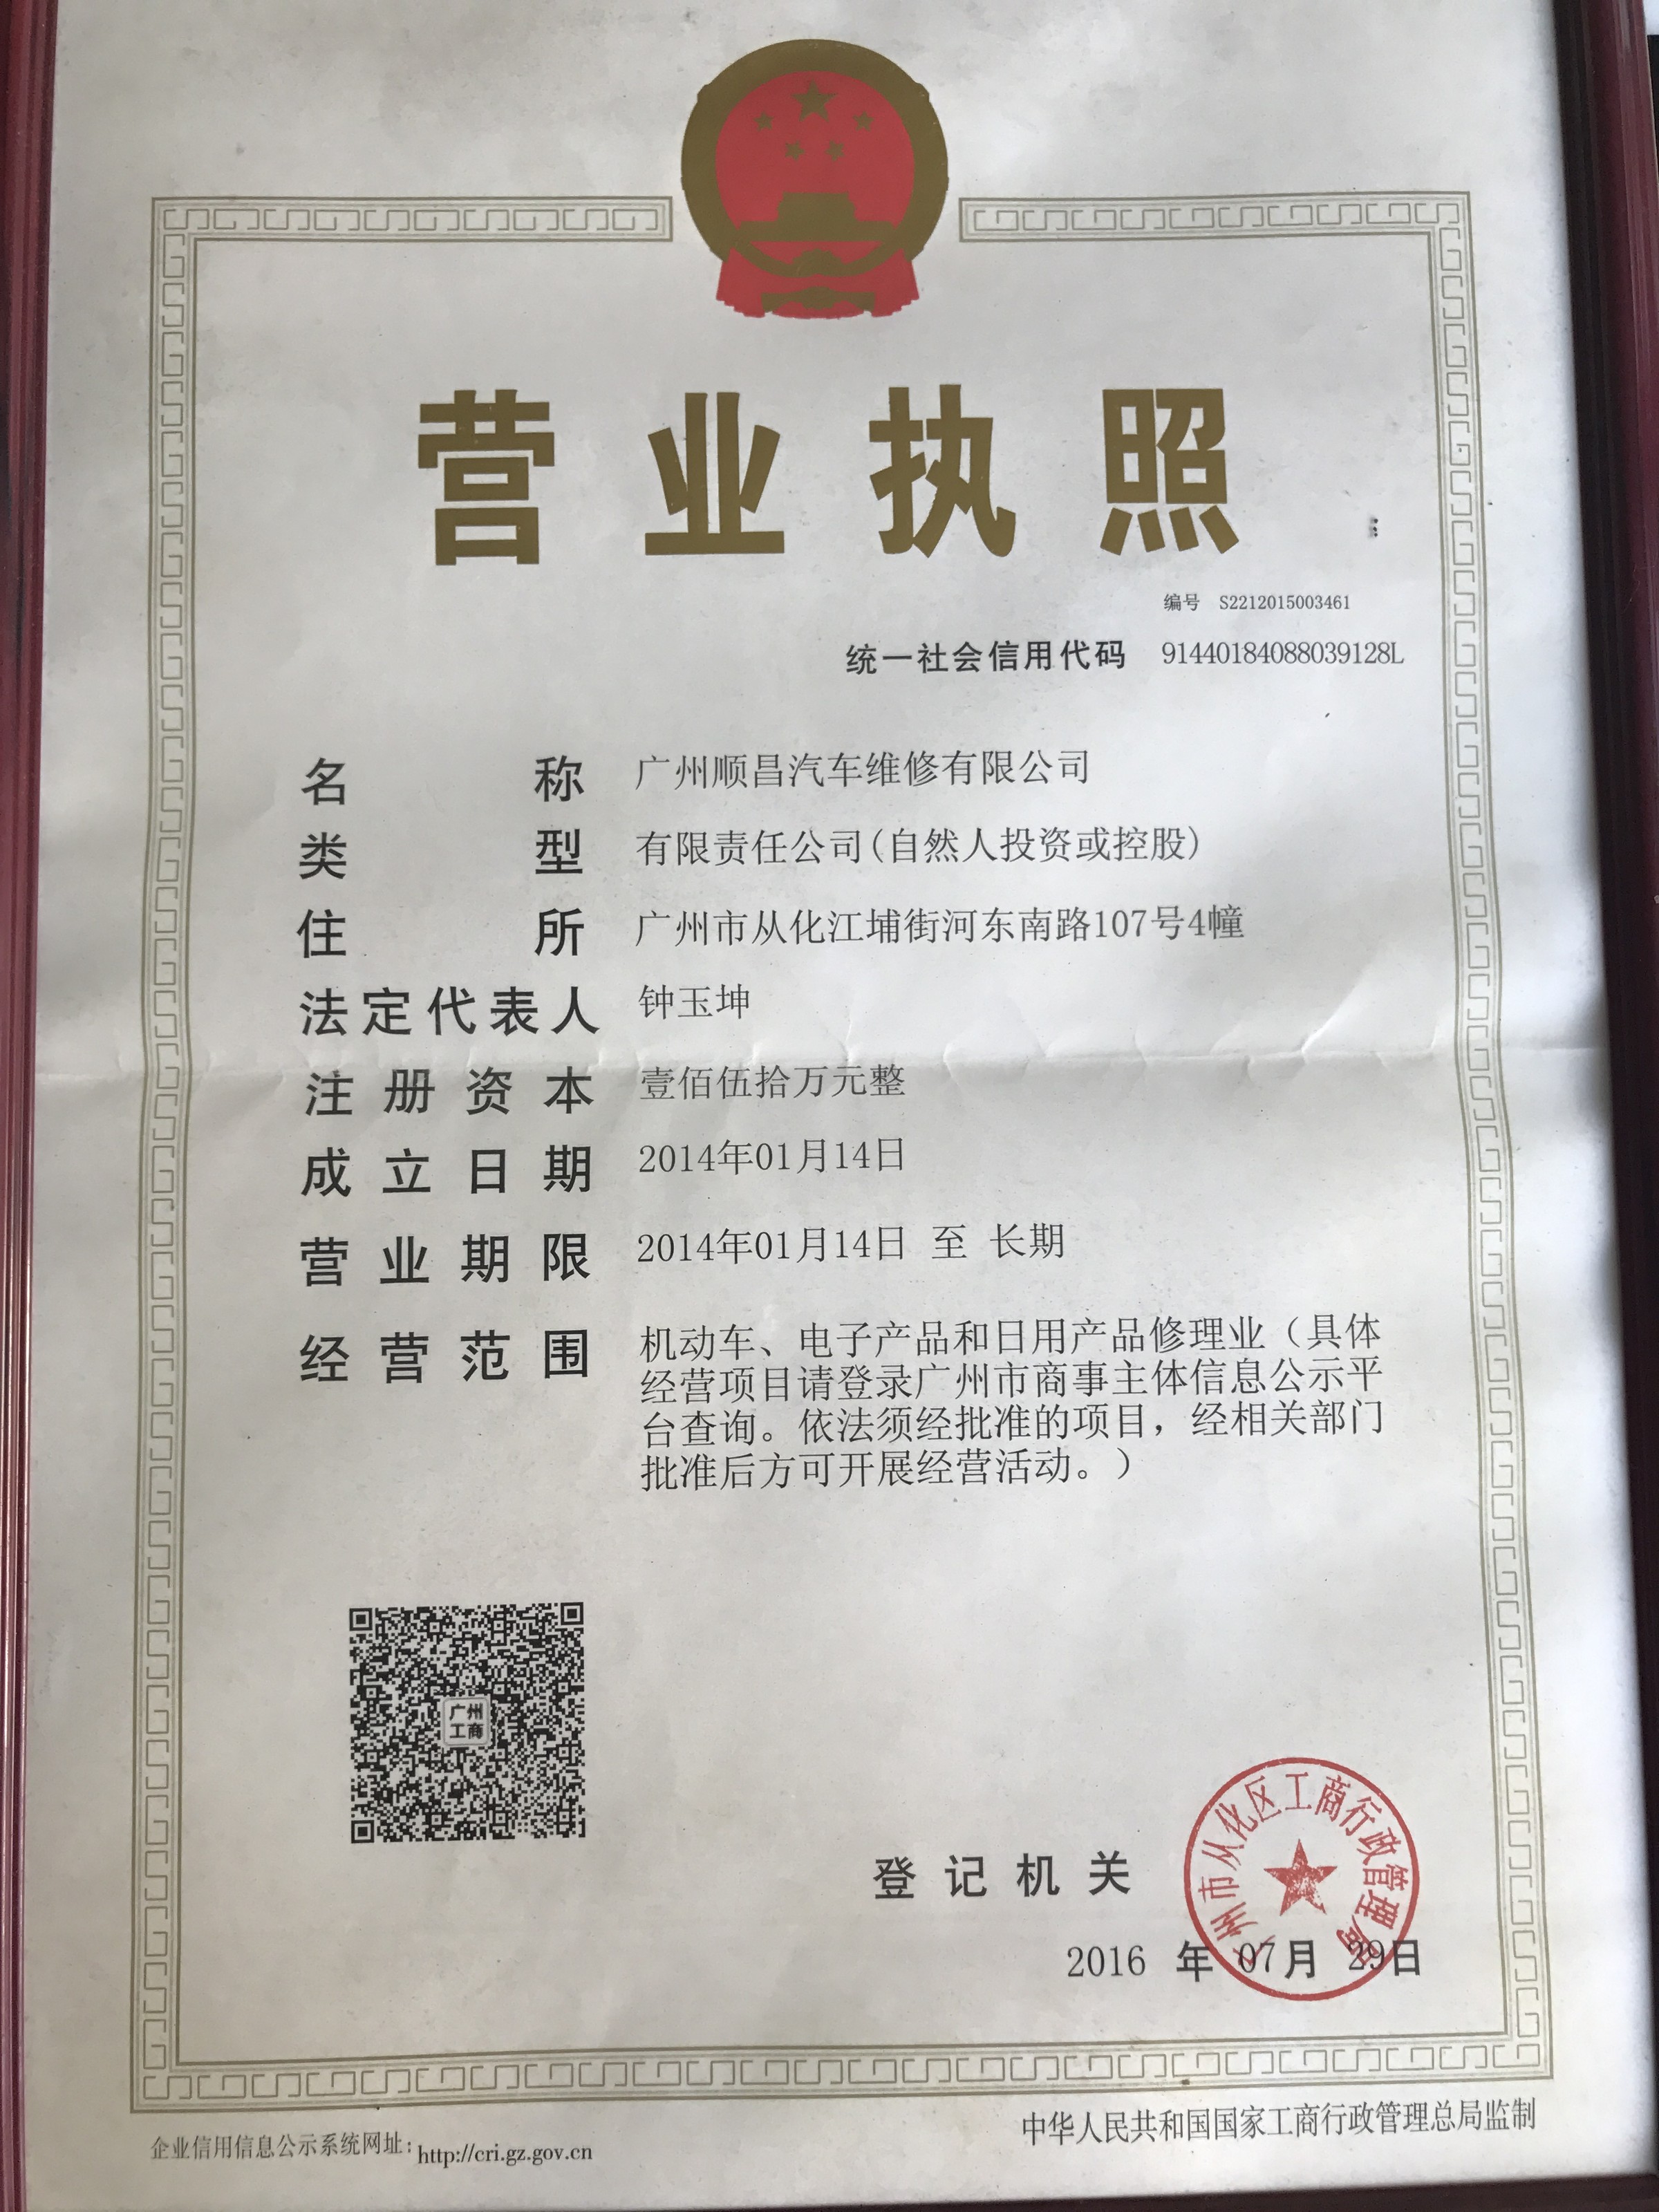 营业执照
编号 S2212015003461
统一社会信用代码 91440184088039128L
名称 广州顺昌汽车维修有限公司
类型 有限责任公司(自然人投资或控股)
住所 广州市从化江埔街河东南路107号4幢
法定代表人 钟玉坤
注册资本 壹佰伍拾万元整
成立日期 2014年01月14日
营业期限 2014年01月14日 至 长期
经营范围 机动车、电子产品和日用产品修理业（具体
经营项目请登录广州市商事主体信息公示平
台查询。依法须经批准的项目，经相关部门
批准后方可开展经营活动。）
广州
工商
登记机关
广州市从化区工商行政管理局
2016 年 07月 29日
企业信用信息公示系统网址：http://cri.gz.gov.cn
中华人民共和国国家工商行政管理总局监制